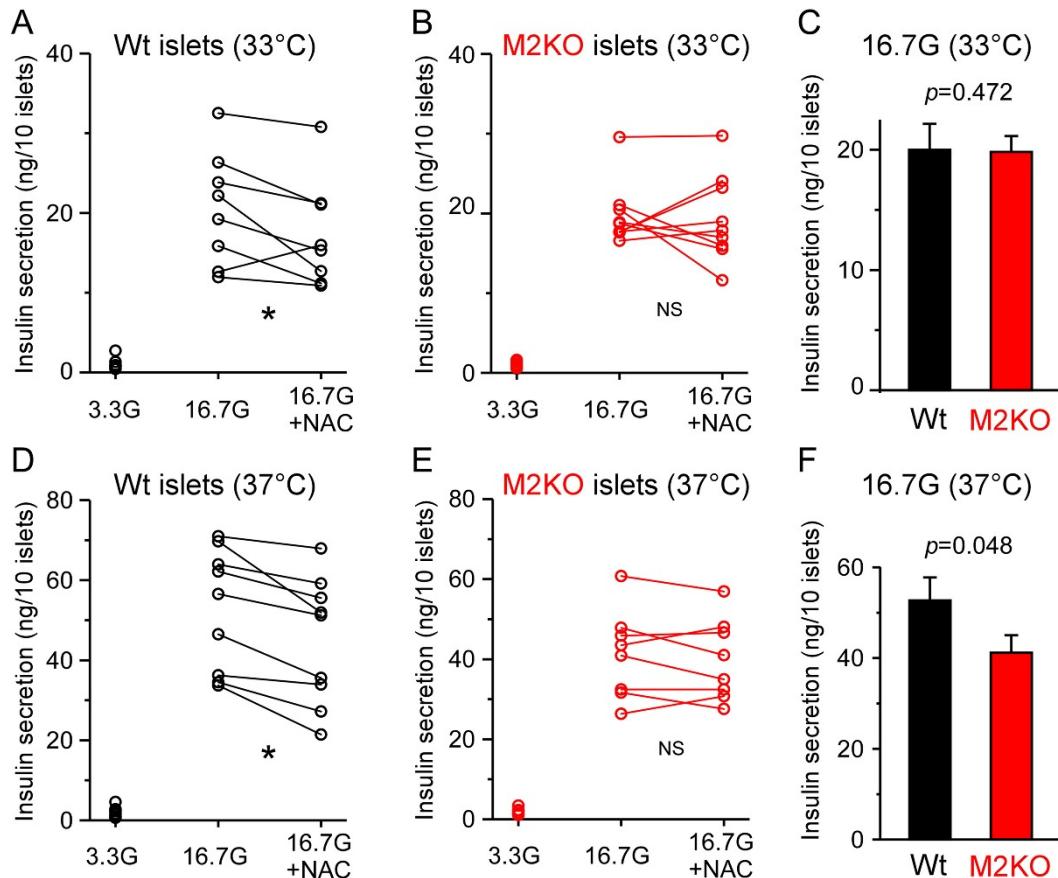 A
Wt islets (33°C)
Insulin secretion (ng/10 islets)
40
20
0
*
3.3G
16.7G
16.7G
+NAC
B
M2KO islets (33°C)
Insulin secretion (ng/10 islets)
40
20
0
NS
3.3G
16.7G
16.7G
+NAC
C
16.7G (33°C)
p=0.472
Insulin secretion (ng/10 islets)
20
10
0
Wt
M2KO
D
Wt islets (37°C)
Insulin secretion (ng/10 islets)
80
60
40
20
0
*
3.3G
16.7G
16.7G
+NAC
E
M2KO islets (37°C)
Insulin secretion (ng/10 islets)
80
60
40
20
0
NS
3.3G
16.7G
16.7G
+NAC
F
16.7G (37°C)
p=0.048
Insulin secretion (ng/10 islets)
60
40
20
0
Wt
M2KO